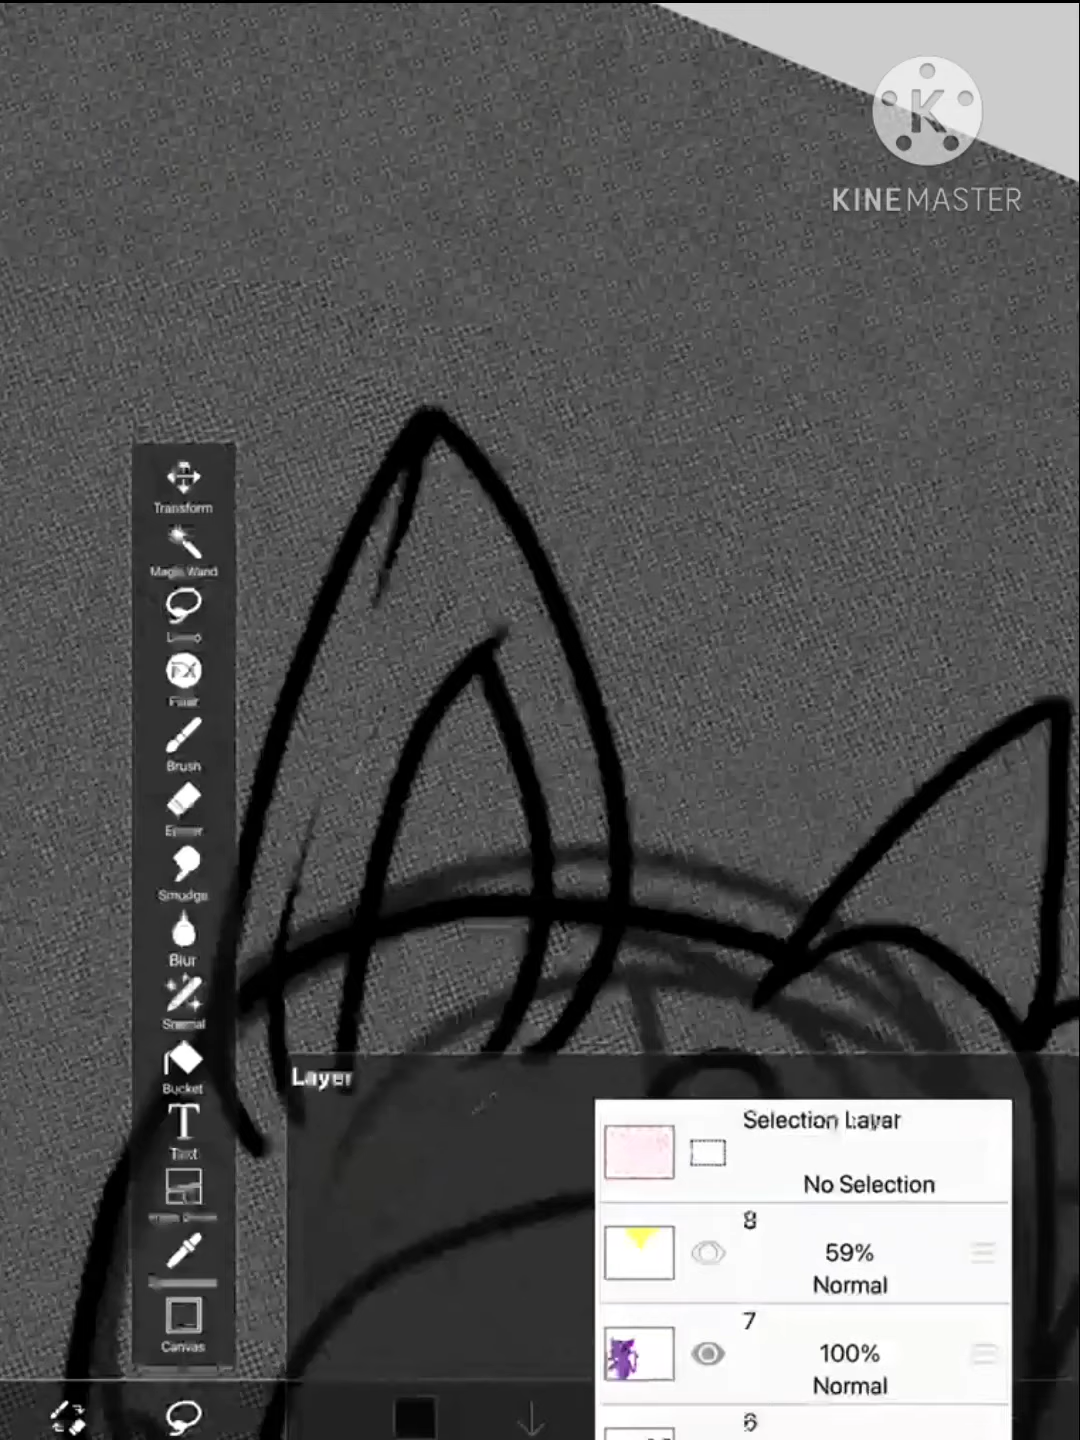 KINEMASTER
Transform
Magic Wand
FX
Brush
Smudge
Blur
Bucket
T
Text
Canvas
Layer
Selection Layer
No Selection
8
59%
Normal
7
100%
Normal
6